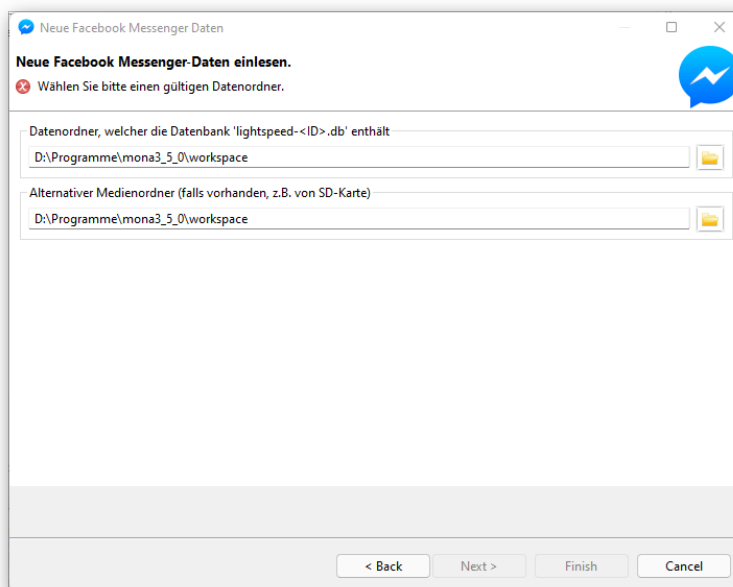 Neue Facebook Messenger Daten
Neue Facebook Messenger-Daten einlesen.
Wählen Sie bitte einen gültigen Datenordner.
Datenordner, welcher die Datenbank 'lightspeed-<ID>.db' enthält
D:\Programme\mona3_5_0\workspace
Alternativer Medienordner (falls vorhanden, z.B. von SD-Karte)
D:\Programme\mona3_5_0\workspace
< Back Next > Finish Cancel